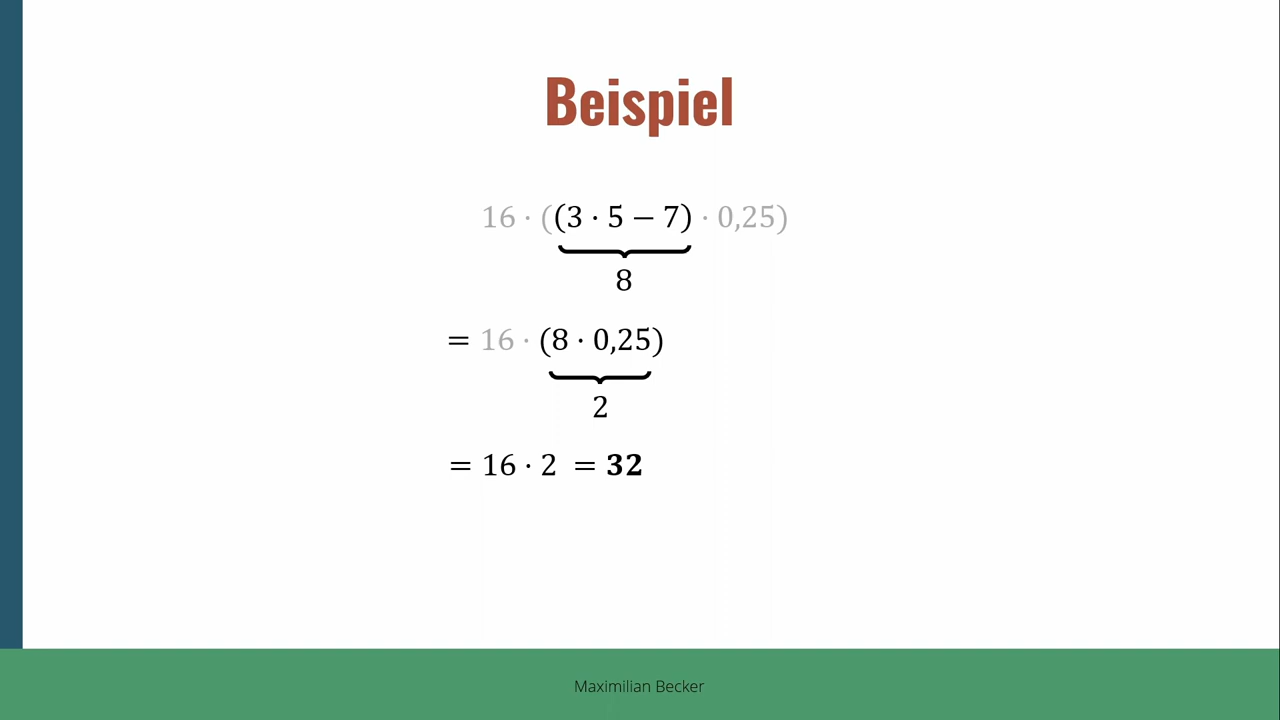 Beispiel
16 · ((3 · 5 − 7) · 0,25)
8
= 16 · (8 · 0,25)
2
= 16 · 2 = 32
Maximilian Becker